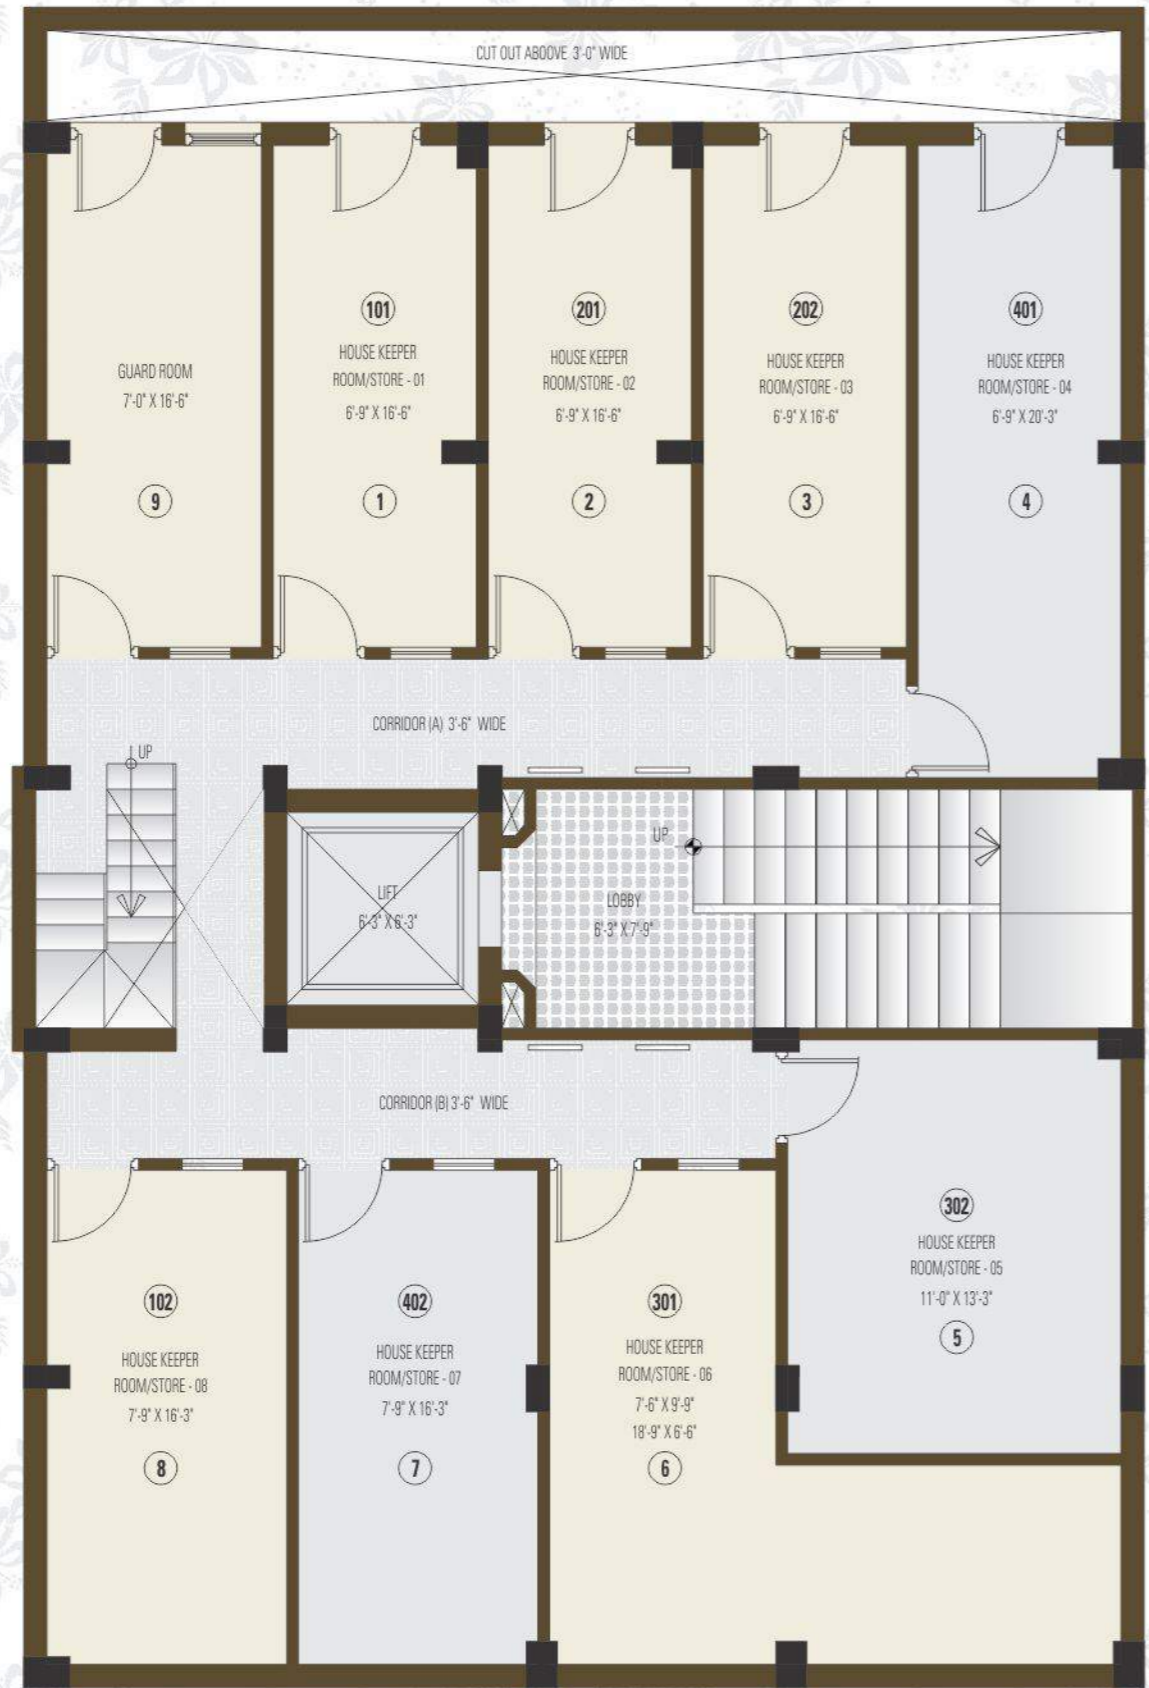 CUT OUT ABOOVE 3'-0" WIDE
GUARD ROOM
7'-0" X 16'-6"
9
101
HOUSE KEEPER
ROOM/STORE - 01
6'-9" X 16'-6"
1
201
HOUSE KEEPER
ROOM/STORE - 02
6'-9" X 16'-6"
2
202
HOUSE KEEPER
ROOM/STORE - 03
6'-9" X 16'-6"
3
401
HOUSE KEEPER
ROOM/STORE - 04
6'-9" X 20'-3"
4
CORRIDOR (A) 3'-6" WIDE
UP
LIFT
6'-3" X 6'-3"
UP
LOBBY
6'-3" X 7'-9"
CORRIDOR (B) 3'-6" WIDE
302
HOUSE KEEPER
ROOM/STORE - 05
11'-0" X 13'-3"
5
102
HOUSE KEEPER
ROOM/STORE - 08
7'-9" X 16'-3"
8
402
HOUSE KEEPER
ROOM/STORE - 07
7'-9" X 16'-3"
7
301
HOUSE KEEPER
ROOM/STORE - 06
7'-6" X 9'-9"
18'-9" X 6'-6"
6